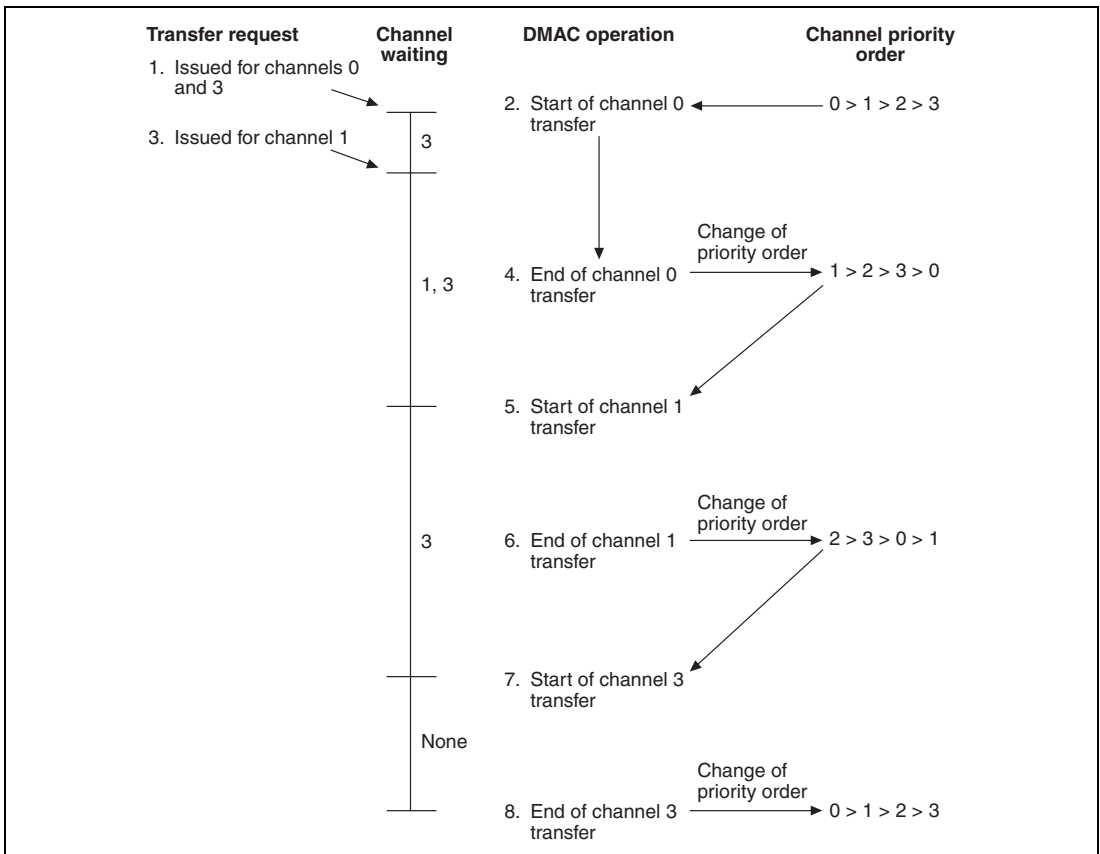 Transfer request
Channel
waiting
DMAC operation
Channel priority
order
1. Issued for channels 0
and 3
2. Start of channel 0
transfer
0 > 1 > 2 > 3
3. Issued for channel 1
3
Change of
priority order
4. End of channel 0
transfer
1 > 2 > 3 > 0
1, 3
5. Start of channel 1
transfer
Change of
priority order
3
6. End of channel 1
transfer
2 > 3 > 0 > 1
7. Start of channel 3
transfer
None
Change of
priority order
8. End of channel 3
transfer
0 > 1 > 2 > 3